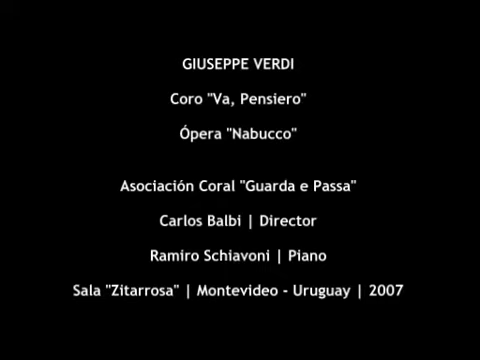 GIUSEPPE VERDI
Coro "Va, Pensiero"
Ópera "Nabucco"
Asociación Coral "Guarda e Passa"
Carlos Balbi | Director
Ramiro Schiavoni | Piano
Sala "Zitarrosa" | Montevideo - Uruguay | 2007